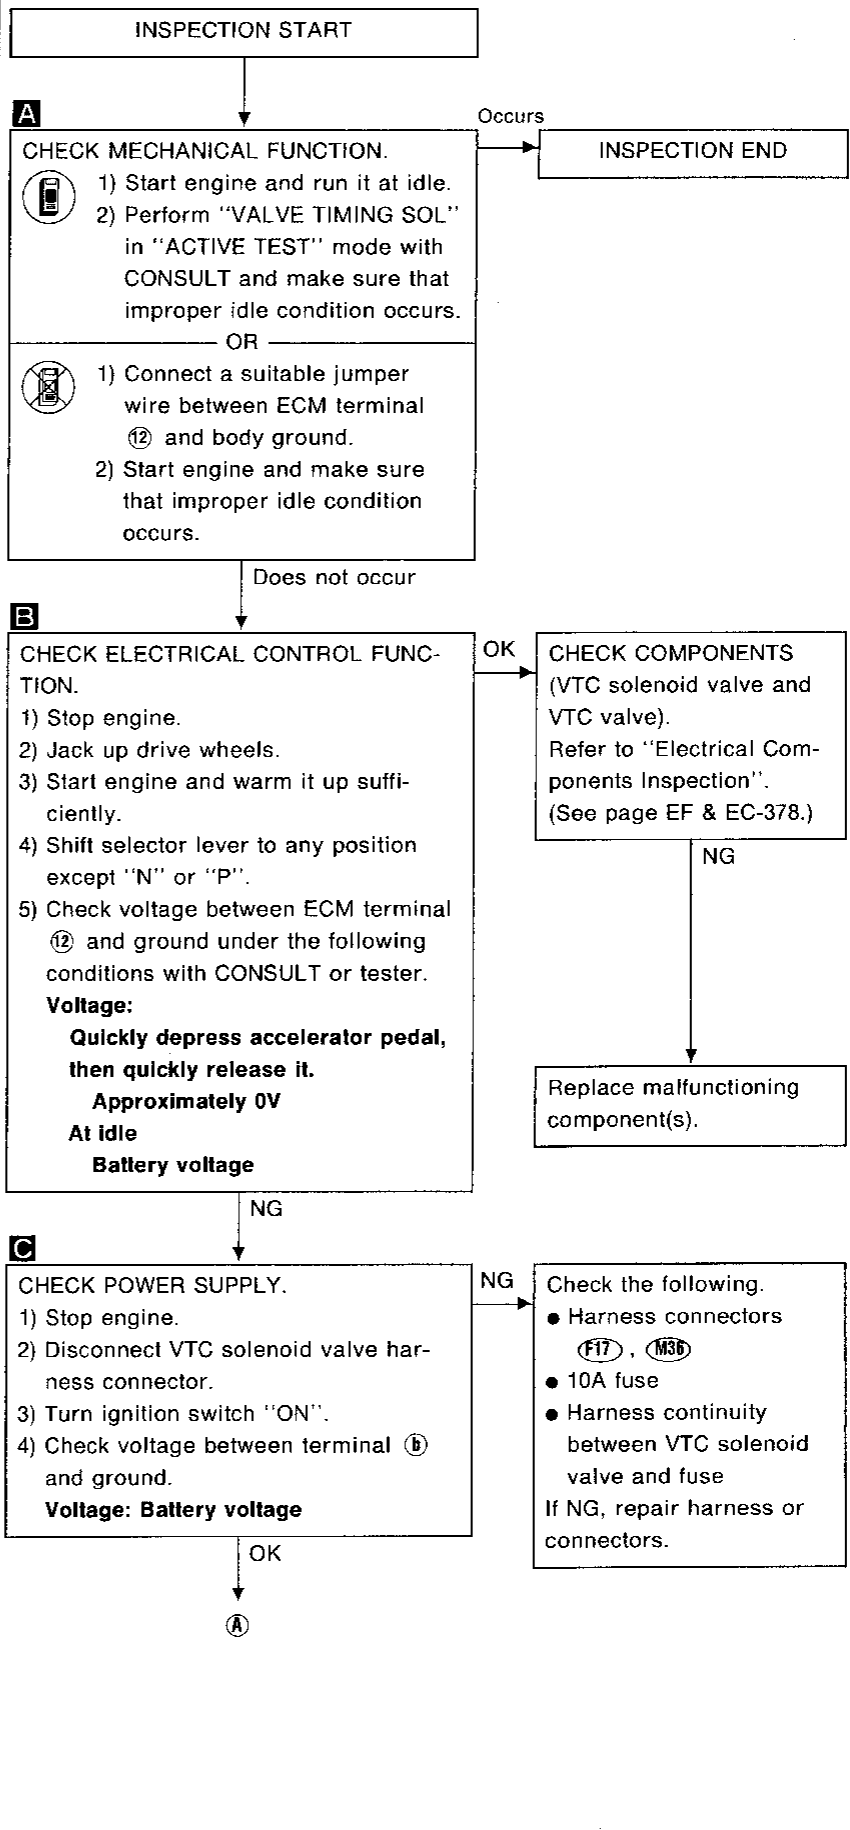 INSPECTION START
A
Occurs
CHECK MECHANICAL FUNCTION.
1) Start engine and run it at idle.
2) Perform "VALVE TIMING SOL"
in "ACTIVE TEST" mode with
CONSULT and make sure that
improper idle condition occurs.
OR
1) Connect a suitable jumper
wire between ECM terminal
⑫ and body ground.
2) Start engine and make sure
that improper idle condition
occurs.
INSPECTION END
Does not occur
B
CHECK ELECTRICAL CONTROL FUNC-
TION.
1) Stop engine.
2) Jack up drive wheels.
3) Start engine and warm it up suffi-
ciently.
4) Shift selector lever to any position
except "N" or "P".
5) Check voltage between ECM terminal
⑫ and ground under the following
conditions with CONSULT or tester.
Voltage:
Quickly depress accelerator pedal,
then quickly release it.
Approximately 0V
At idle
Battery voltage
OK
CHECK COMPONENTS
(VTC solenoid valve and
VTC valve).
Refer to "Electrical Com-
ponents Inspection".
(See page EF & EC-378.)
NG
Replace malfunctioning
component(s).
NG
C
CHECK POWER SUPPLY.
1) Stop engine.
2) Disconnect VTC solenoid valve har-
ness connector.
3) Turn ignition switch "ON".
4) Check voltage between terminal ⓑ
and ground.
Voltage: Battery voltage
NG
Check the following.
● Harness connectors
F17 , M36
● 10A fuse
● Harness continuity
between VTC solenoid
valve and fuse
If NG, repair harness or
connectors.
OK
Ⓐ